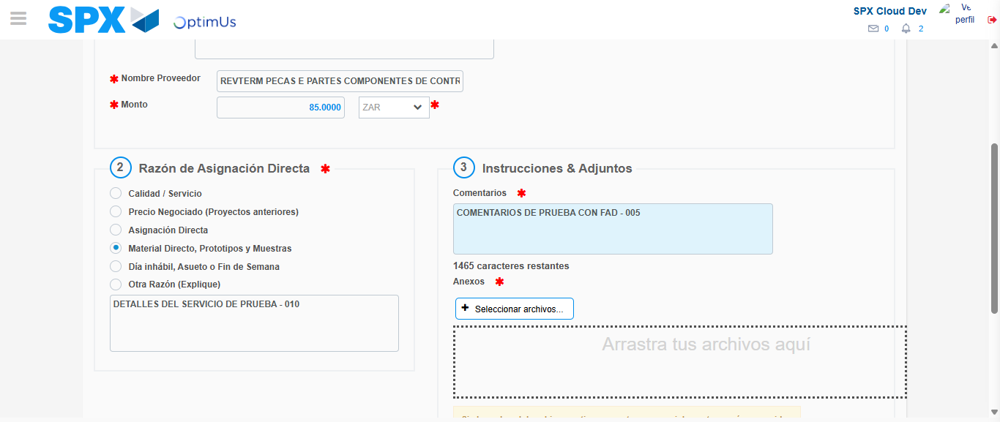 SPX OptimUs
SPX Cloud Dev
0 2
Ve
perfil
Nombre Proveedor
REVTERM PECAS E PARTES COMPONENTES DE CONTR
Monto
85.0000
ZAR
2 Razón de Asignación Directa
Calidad / Servicio
Precio Negociado (Proyectos anteriores)
Asignación Directa
Material Directo, Prototipos y Muestras
Día inhábil, Asueto o Fin de Semana
Otra Razón (Explique)
DETALLES DEL SERVICIO DE PRUEBA - 010
3 Instrucciones & Adjuntos
Comentarios
COMENTARIOS DE PRUEBA CON FAD - 005
1465 caracteres restantes
Anexos
+ Seleccionar archivos...
Arrastra tus archivos aquí